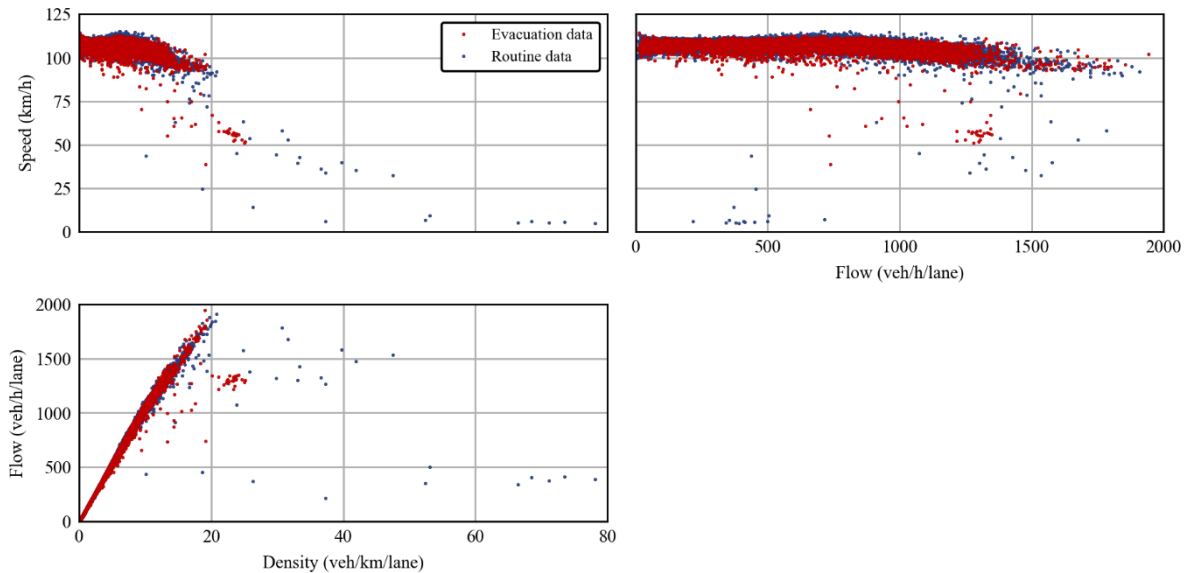 125
100
75
50
25
0
Speed (km/h)
Evacuation data
Routine data
0 500 1000 1500 2000
Flow (veh/h/lane)
2000
1500
1000
500
0
Flow (veh/h/lane)
0 20 40 60 80
Density (veh/km/lane)